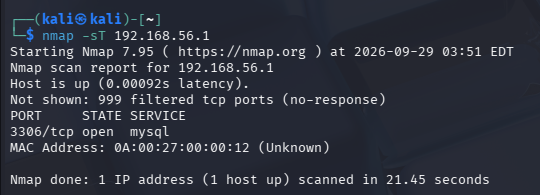 ┌──(kali㉿kali)-[~]
└─$ nmap -sT 192.168.56.1
Starting Nmap 7.95 ( https://nmap.org ) at 2026-09-29 03:51 EDT
Nmap scan report for 192.168.56.1
Host is up (0.00092s latency).
Not shown: 999 filtered tcp ports (no-response)
PORT     STATE SERVICE
3306/tcp open  mysql
MAC Address: 0A:00:27:00:00:12 (Unknown)
Nmap done: 1 IP address (1 host up) scanned in 21.45 seconds